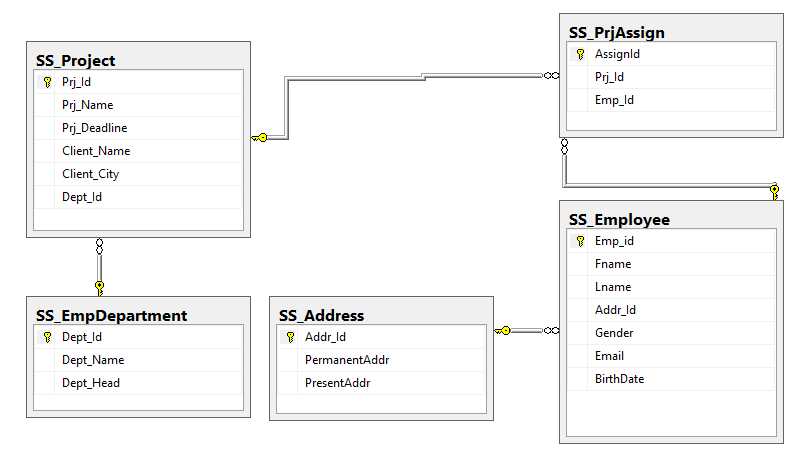 SS_Project
Prj_Id
Prj_Name
Prj_Deadline
Client_Name
Client_City
Dept_Id
SS_PrjAssign
AssignId
Prj_Id
Emp_Id
SS_EmpDepartment
Dept_Id
Dept_Name
Dept_Head
SS_Address
Addr_Id
PermanentAddr
PresentAddr
SS_Employee
Emp_id
Fname
Lname
Addr_Id
Gender
Email
BirthDate